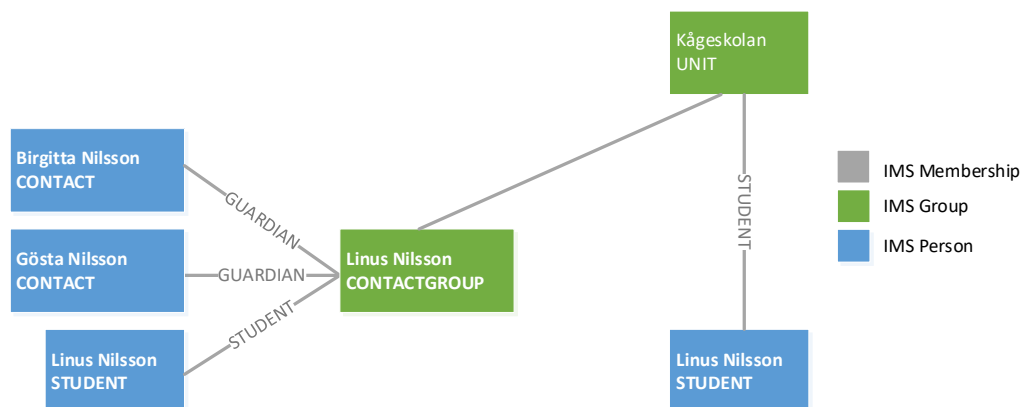 Kågeskolan
UNIT
Birgitta Nilsson
CONTACT
GUARDIAN
STUDENT
IMS Membership
IMS Group
IMS Person
Gösta Nilsson
CONTACT
GUARDIAN
Linus Nilsson
CONTACTGROUP
STUDENT
Linus Nilsson
STUDENT
Linus Nilsson
STUDENT